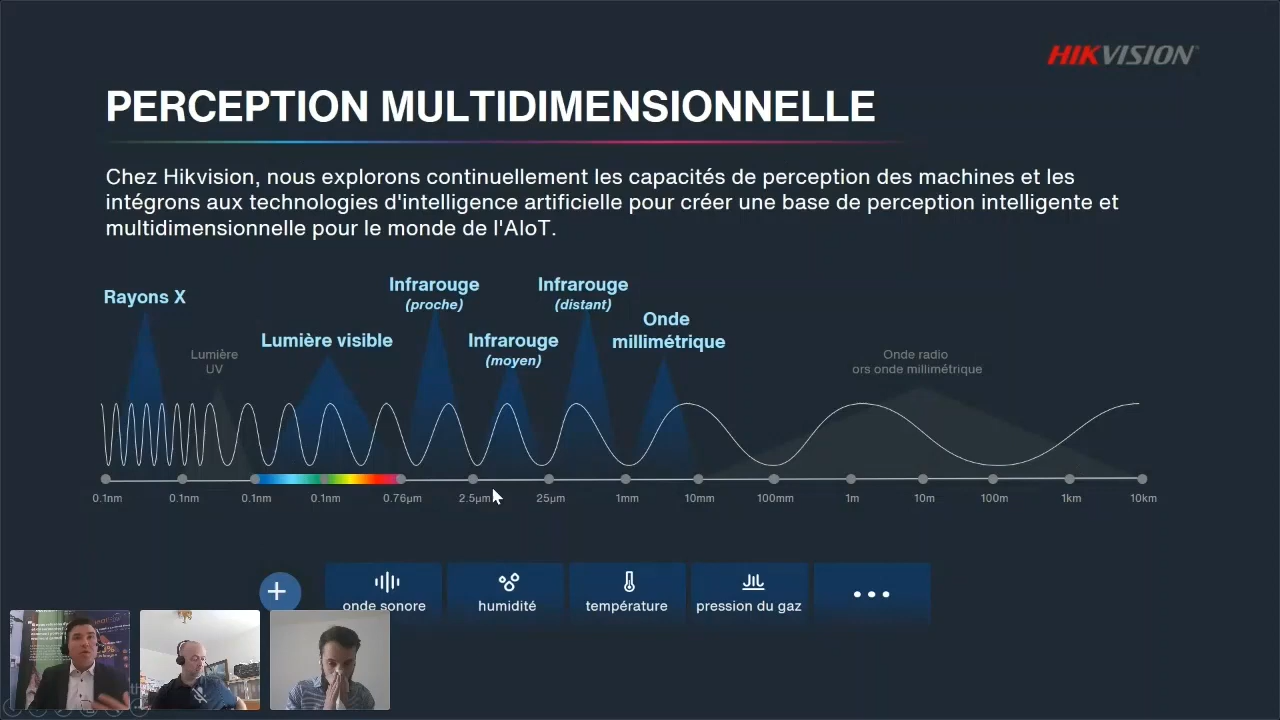 HIKVISION
PERCEPTION MULTIDIMENSIONNELLE
Chez Hikvision, nous explorons continuellement les capacités de perception des machines et les
intégrons aux technologies d'intelligence artificielle pour créer une base de perception intelligente et
multidimensionnelle pour le monde de l'AIoT.
Rayons X
Lumière
UV
Lumière visible
Infrarouge
(proche)
Infrarouge
(moyen)
Infrarouge
(distant)
Onde
millimétrique
Onde radio
ors onde millimétrique
0.1nm 0.1nm 0.1nm 0.1nm 0.76μm 2.5μm 25μm 1mm 10mm 100mm 1m 10m 100m 1km 10km
+
onde sonore humidité température pression du gaz ...